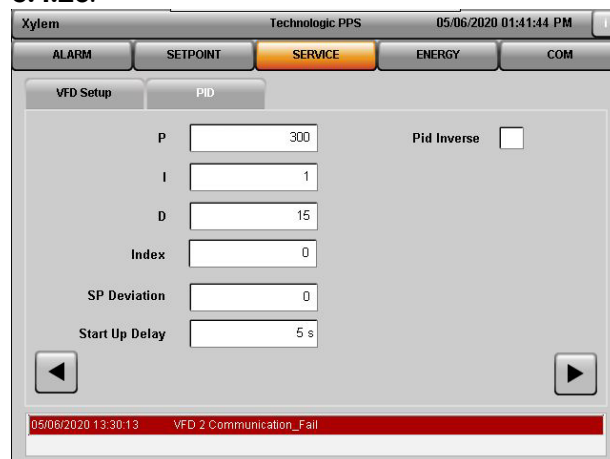 Xylem Technologic PPS 05/06/2020 01:41:44 PM
ALARM SETPOINT SERVICE ENERGY COM
VFD Setup PID
P 300 Pid Inverse
I 1
D 15
Index 0
SP Deviation 0
Start Up Delay 5 s
05/06/2020 13:30:13 VFD 2 Communication_Fail